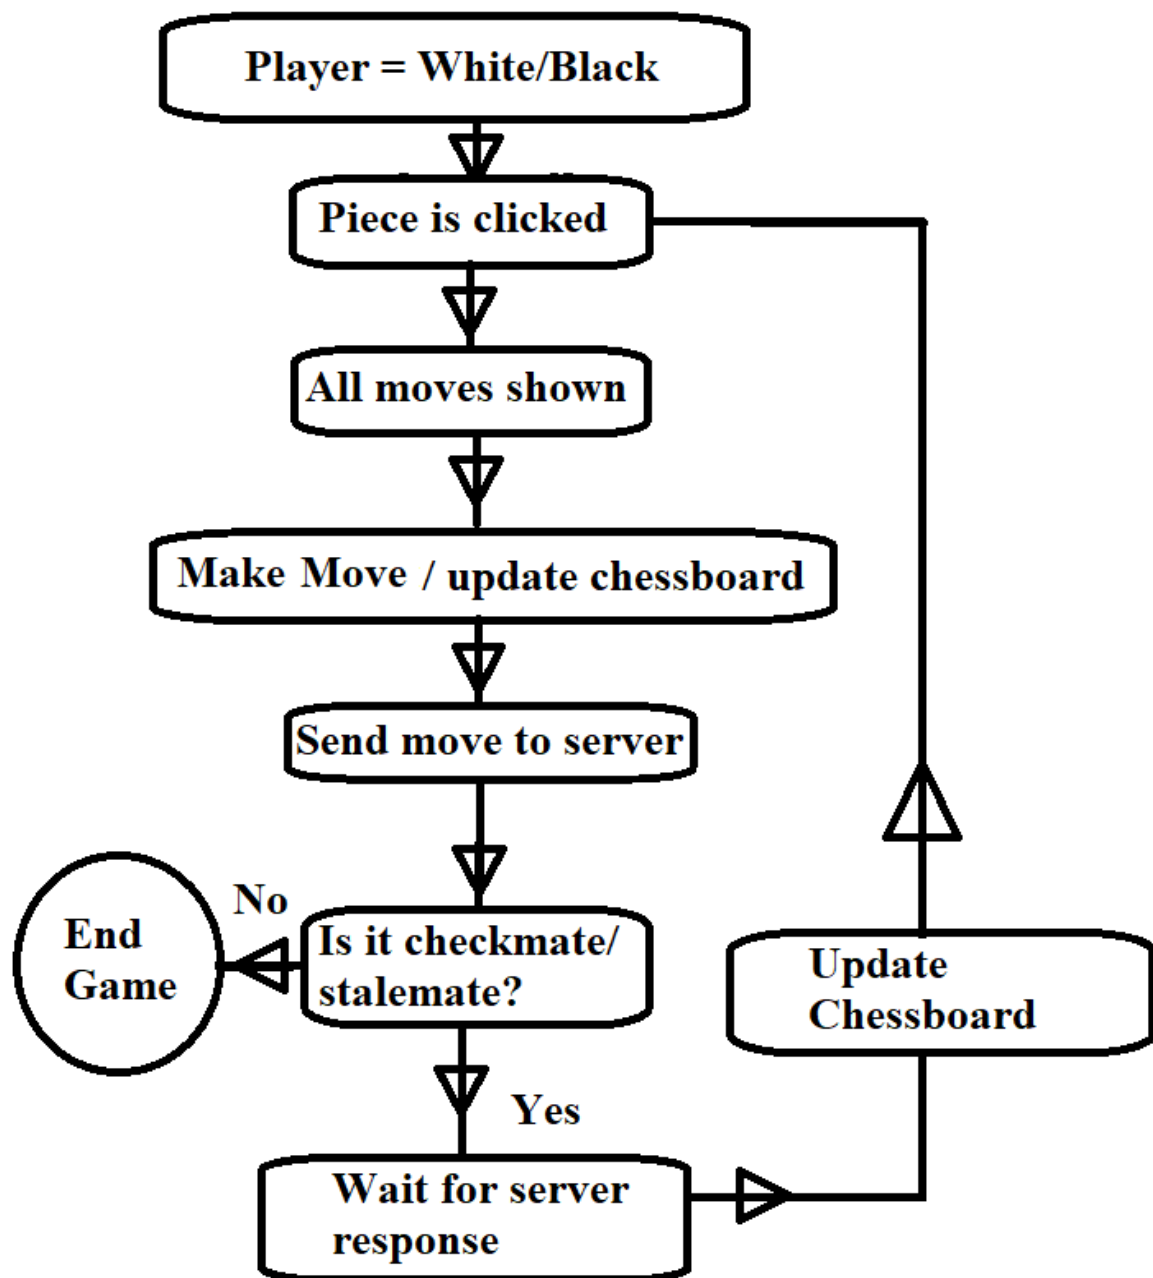 Player = White/Black
Piece is clicked
All moves shown
Make Move / update chessboard
Send move to server
No
End
Game
Is it checkmate/
stalemate?
Update
Chessboard
Yes
Wait for server
response